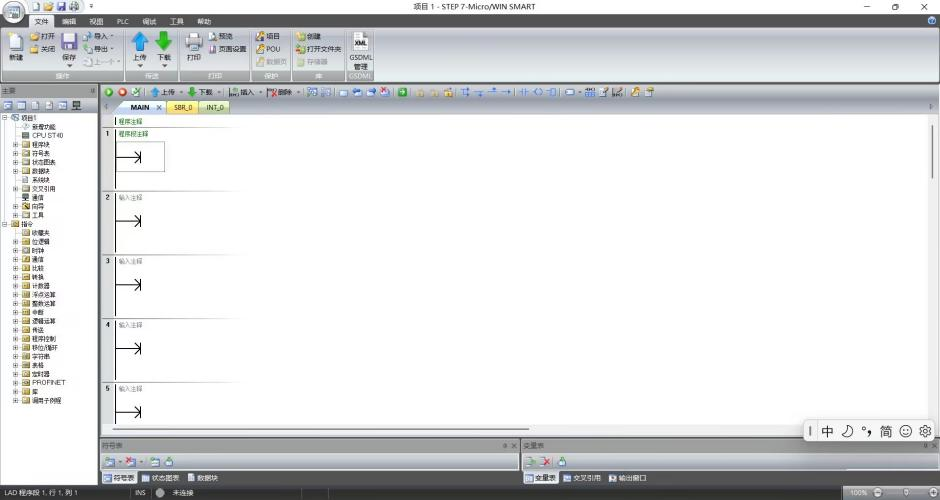 项目 1 - STEP 7-Micro/WIN SMART
文件 编辑 视图 PLC 调试 工具 帮助
新建
打开
关闭
保存
导入
导出
上一个
操作
上传
下载
传送
打印
预览
页面设置
打印
项目
POU
数据页
保护
创建
打开文件夹
存储器
库
XML
GSDML
管理
GSDML
主要
上传 下载 插入 删除
MAIN SBR_0 INT_0
项目1
新增功能
CPU ST40
程序块
符号表
状态图表
数据块
系统块
交叉引用
通信
向导
工具
指令
收藏夹
位逻辑
时钟
通信
比较
转换
计数器
浮点运算
整数运算
中断
逻辑运算
传送
程序控制
移位/循环
字符串
表格
定时器
PROFINET
库
调用子例程
程序注释
1 程序段注释
2 输入注释
3 输入注释
4 输入注释
5 输入注释
中 °, 简
符号表
变量表
符号表 状态图表 数据块
变量表 交叉引用 输出窗口
LAD 程序段 1, 行 1, 列 1 INS 未连接 100%